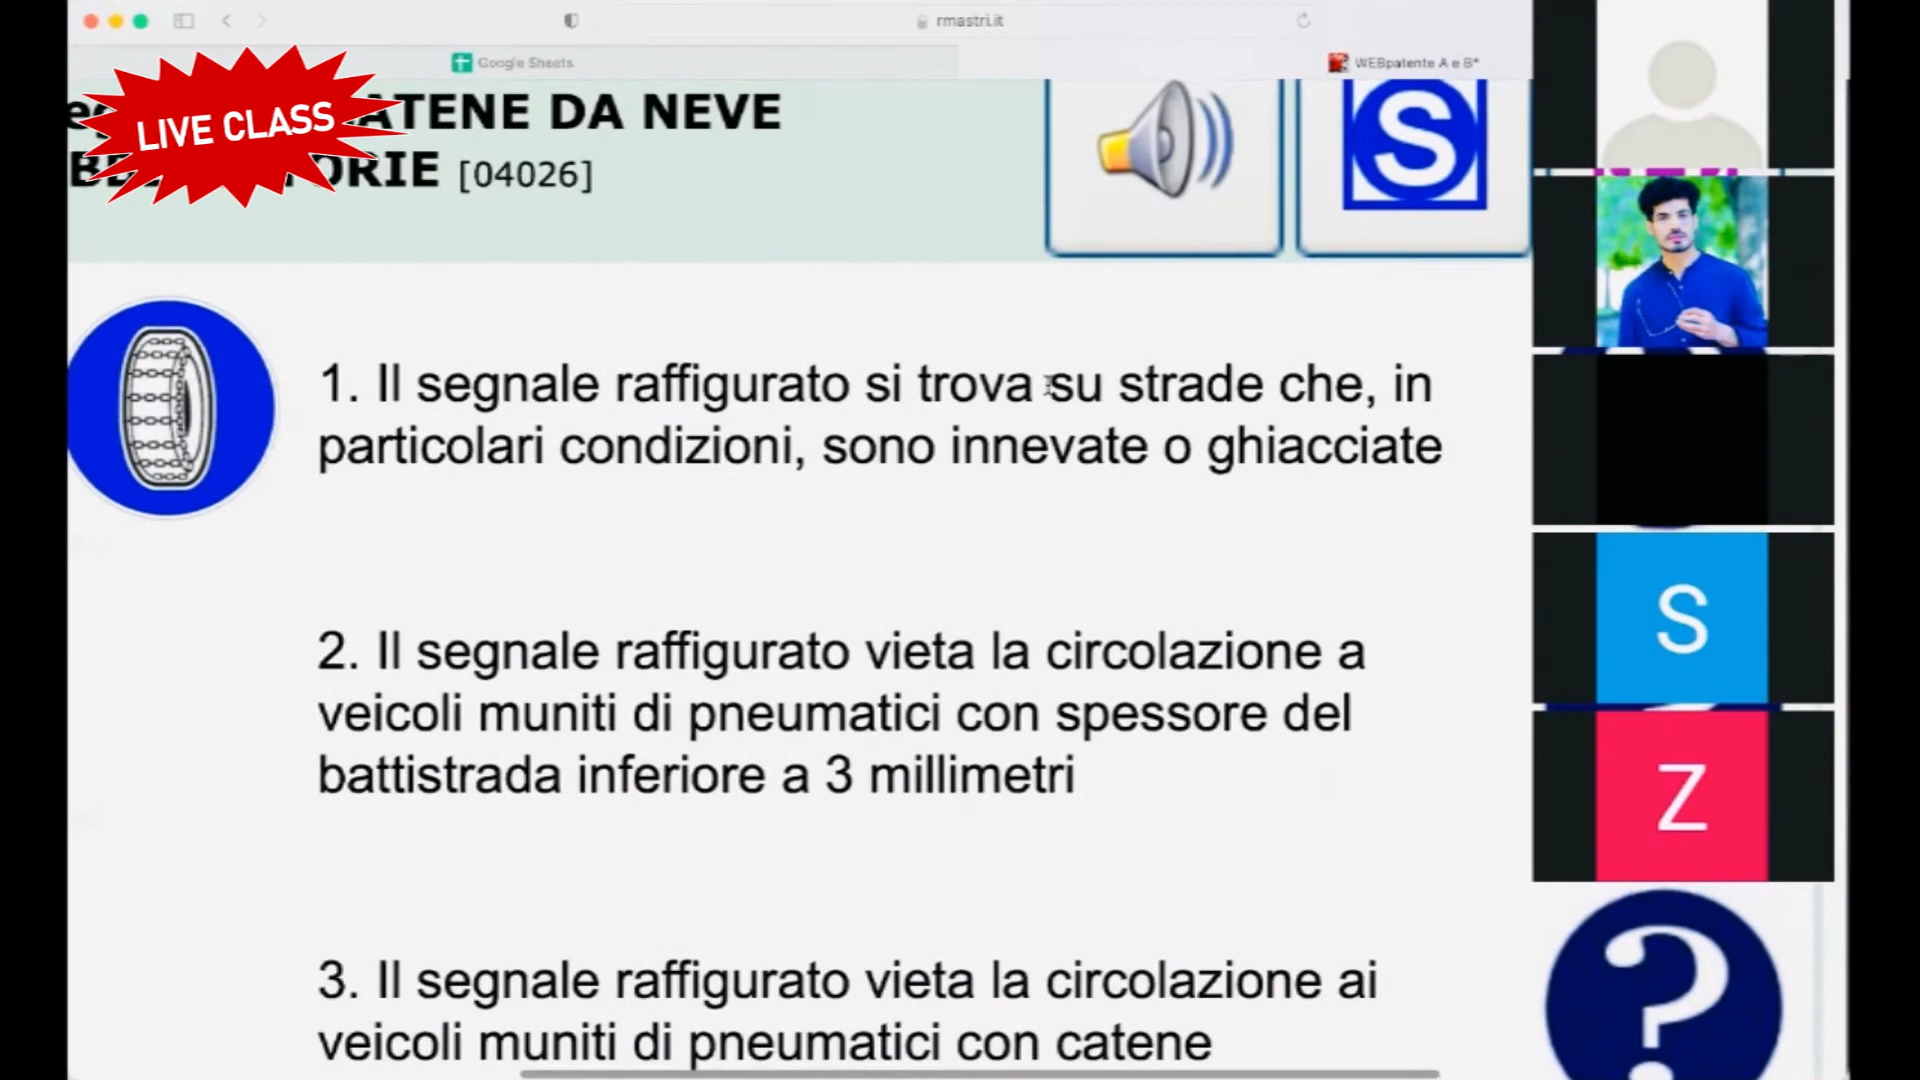 rmastri.it
Google Sheets
WEBpatente A e B*
LIVE CLASS
ATENE DA NEVE
ORIE [04026]
S
1. Il segnale raffigurato si trova su strade che, in
particolari condizioni, sono innevate o ghiacciate
2. Il segnale raffigurato vieta la circolazione a
veicoli muniti di pneumatici con spessore del
battistrada inferiore a 3 millimetri
3. Il segnale raffigurato vieta la circolazione ai
veicoli muniti di pneumatici con catene
S
Z
?